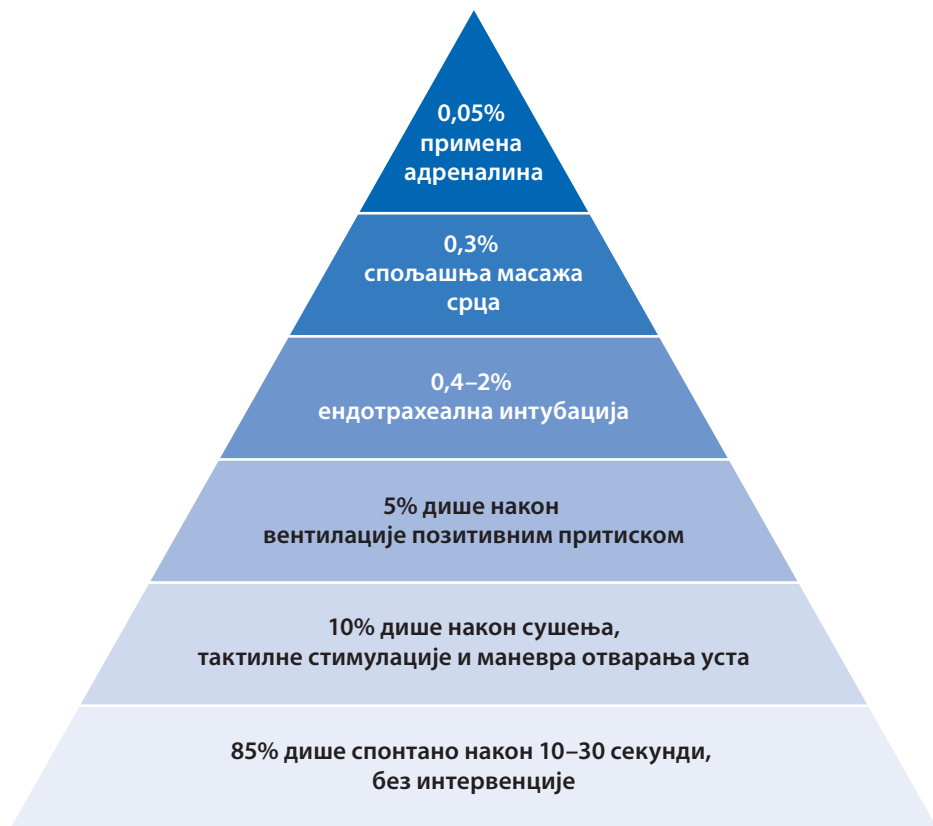 0,05%
примена
адреналина
0,3%
спољашња масажа
срца
0,4–2%
ендотрахеална интубација
5% дише након
вентилације позитивним притиском
10% дише након сушења,
тактилне стимулације и маневра отварања уста
85% дише спонтано након 10–30 секунди,
без интервенције